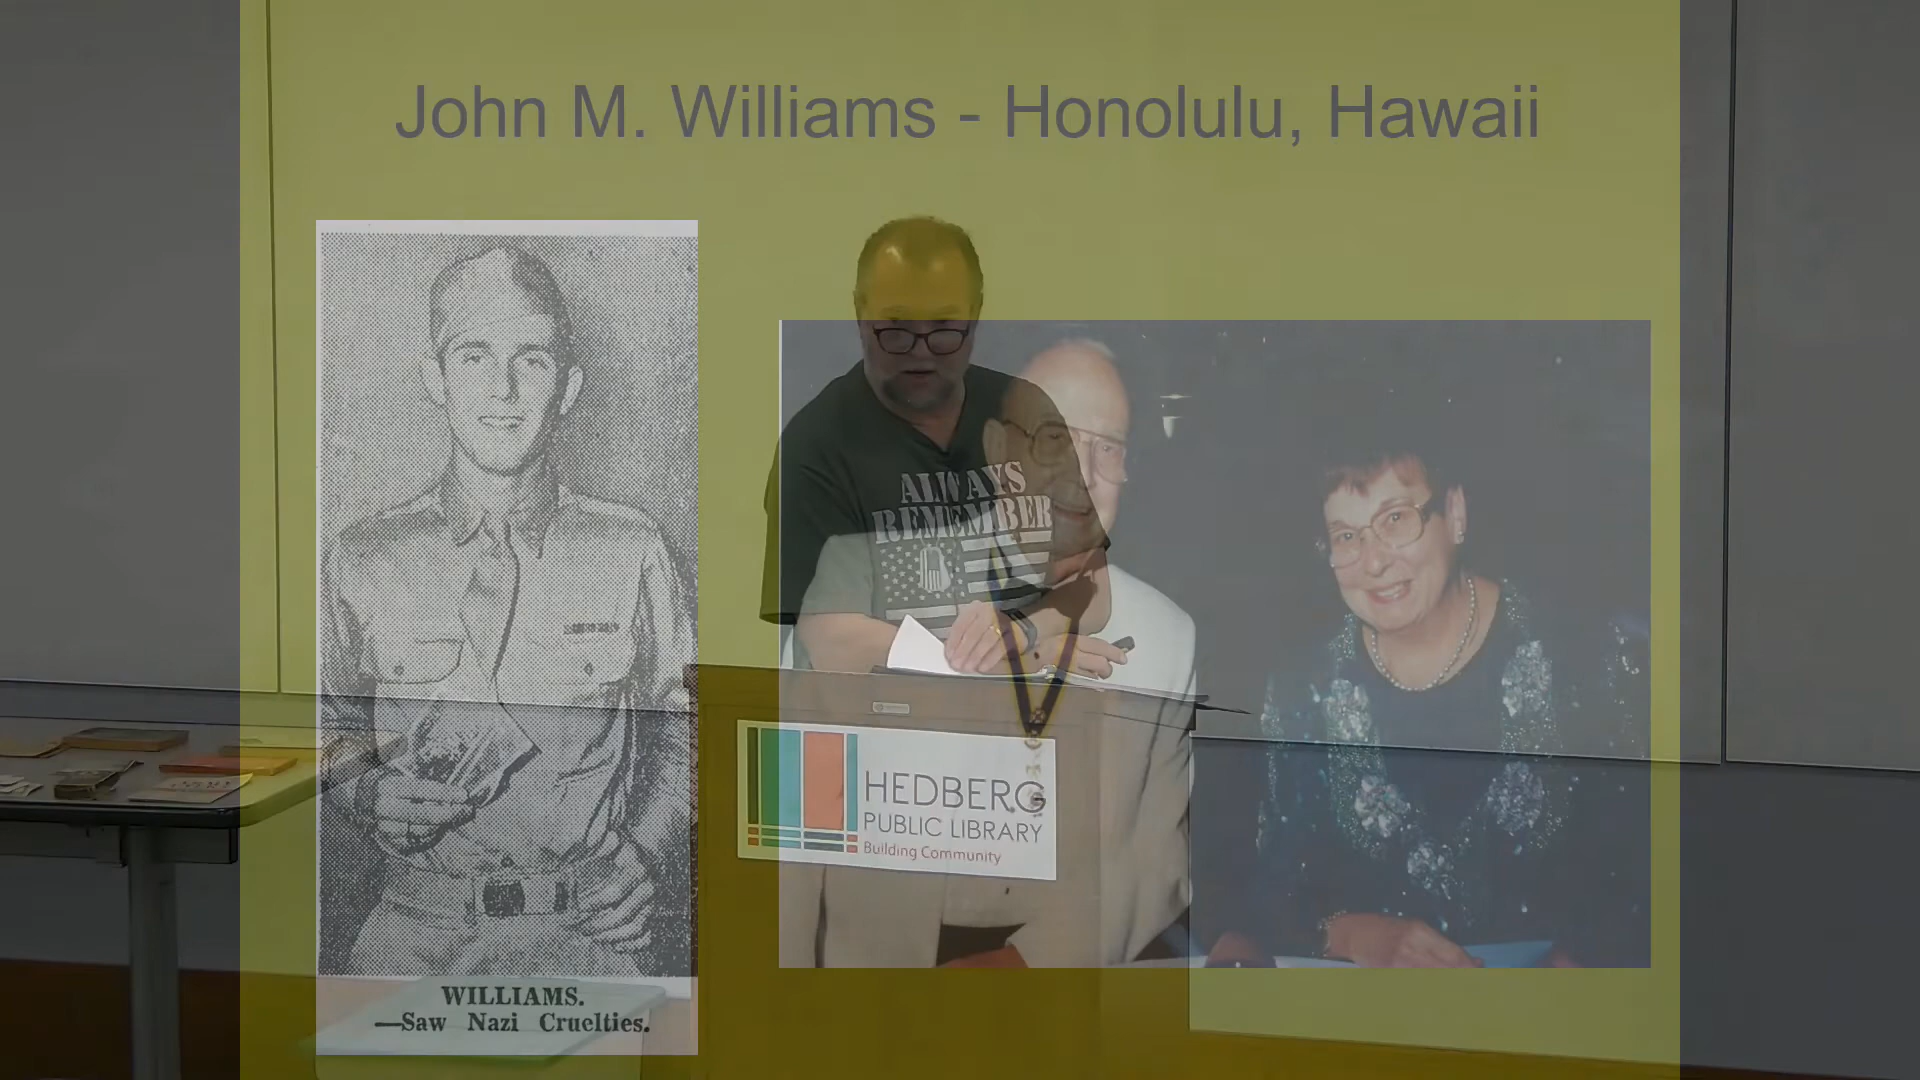 John M. Williams - Honolulu, Hawaii
ALWAYS
REMEMBER
HEDBERG
PUBLIC LIBRARY
Building Community
WILLIAMS.
—Saw Nazi Cruelties.